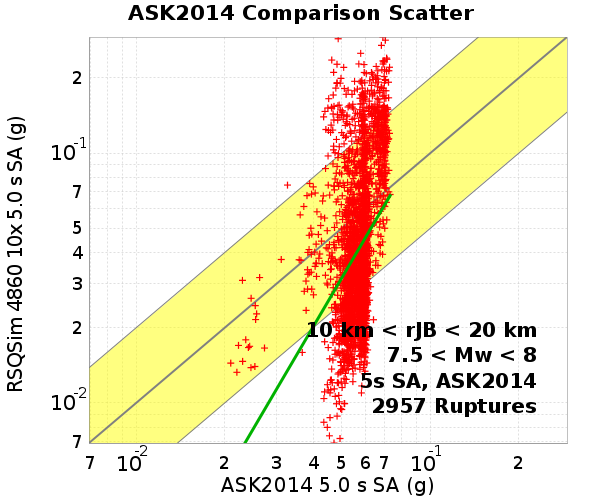 ASK2014 Comparison Scatter
RSQSim 4860 10x 5.0 s SA (g)
2
10-1
7
5
4
3
2
10-2
7
10 km < rJB < 20 km
7.5 < Mw < 8
5s SA, ASK2014
2957 Ruptures
7 10-2 2 3 4 5 6 7 10-1 2
ASK2014 5.0 s SA (g)